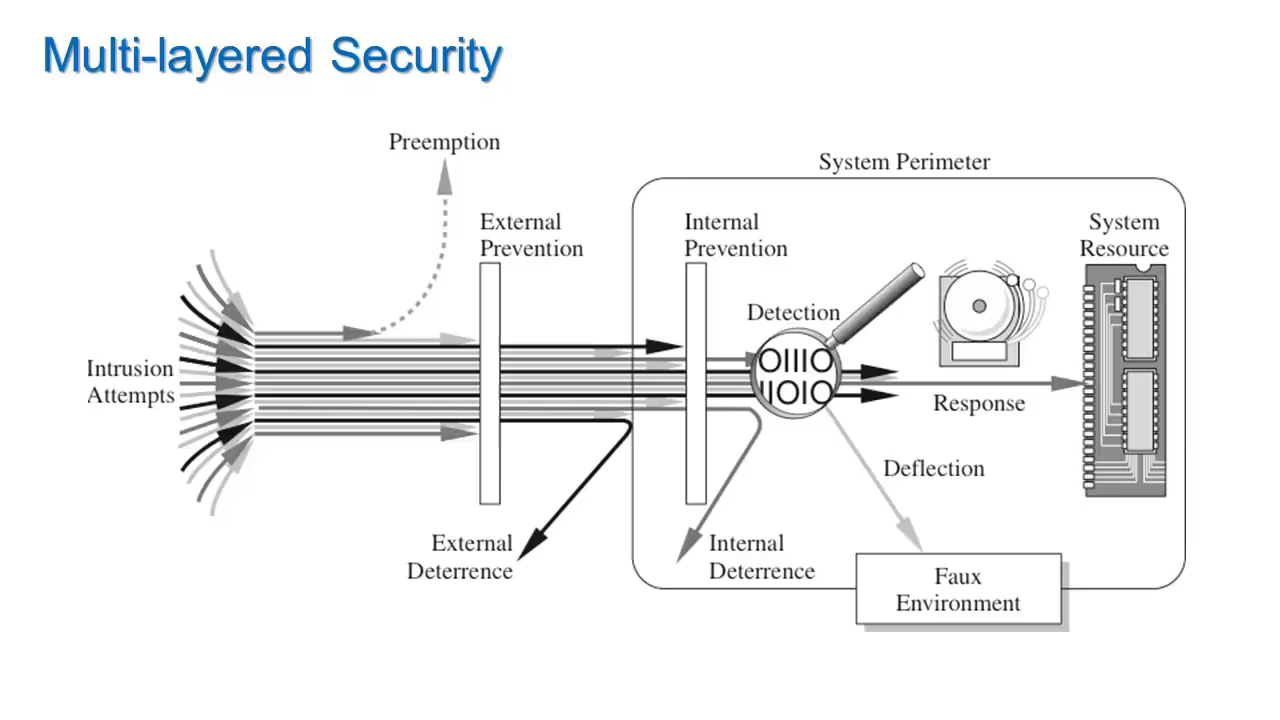 Multi-layered Security
Preemption
System Perimeter
External
Prevention
Internal
Prevention
System
Resource
Detection
Intrusion
Attempts
OIIIO
IIOIO
Response
Deflection
External
Deterrence
Internal
Deterrence
Faux
Environment